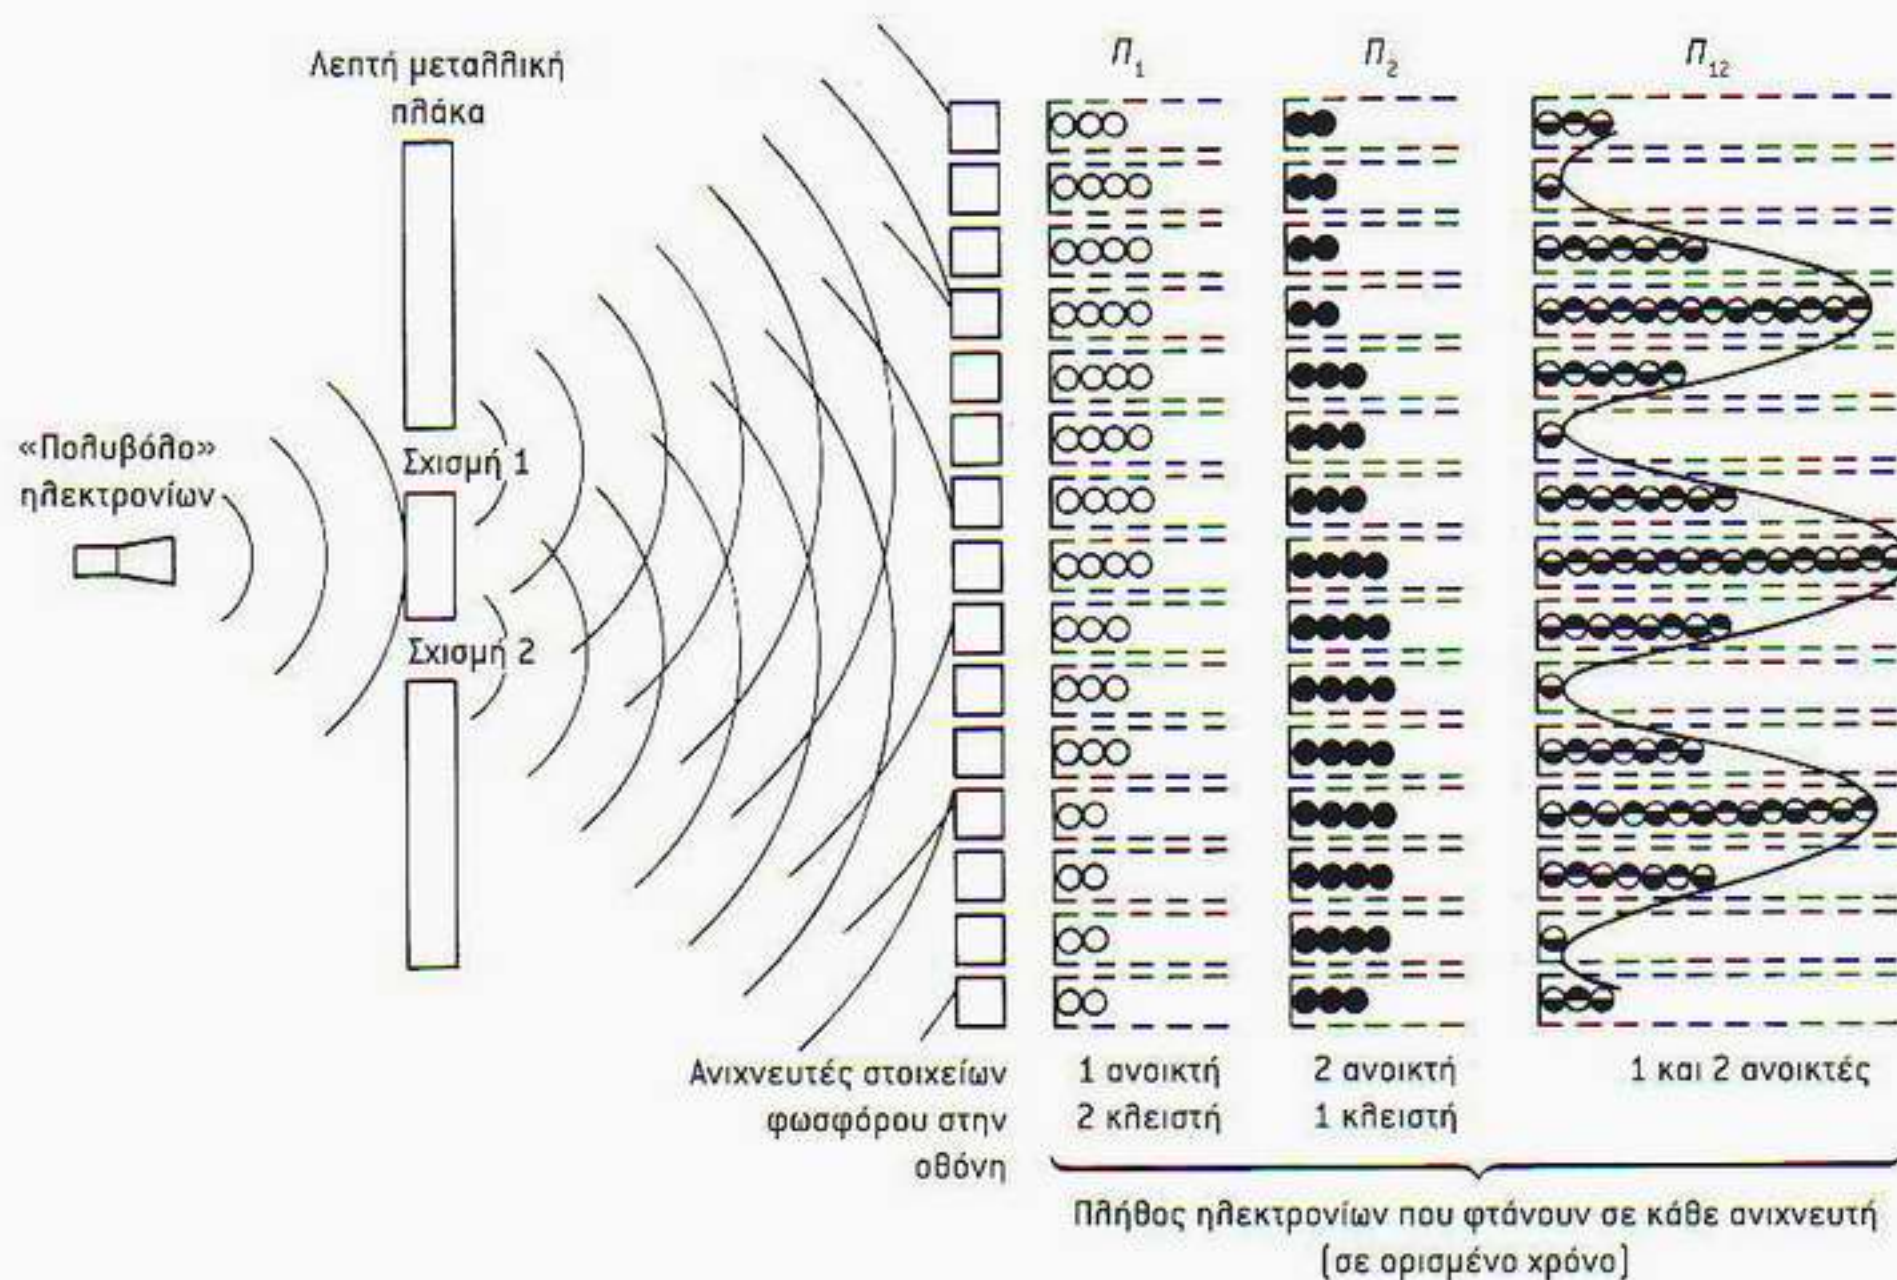 Λεπτή μεταλλική
πλάκα
Π₁
Π₂
Π₁₂
«Πολυβόλο»
ηλεκτρονίων
Σχισμή 1
Σχισμή 2
Ανιχνευτές στοιχείων
φωσφόρου στην
οθόνη
1 ανοικτή
2 κλειστή
2 ανοικτή
1 κλειστή
1 και 2 ανοικτές
Πλήθος ηλεκτρονίων που φτάνουν σε κάθε ανιχνευτή
(σε ορισμένο χρόνο)